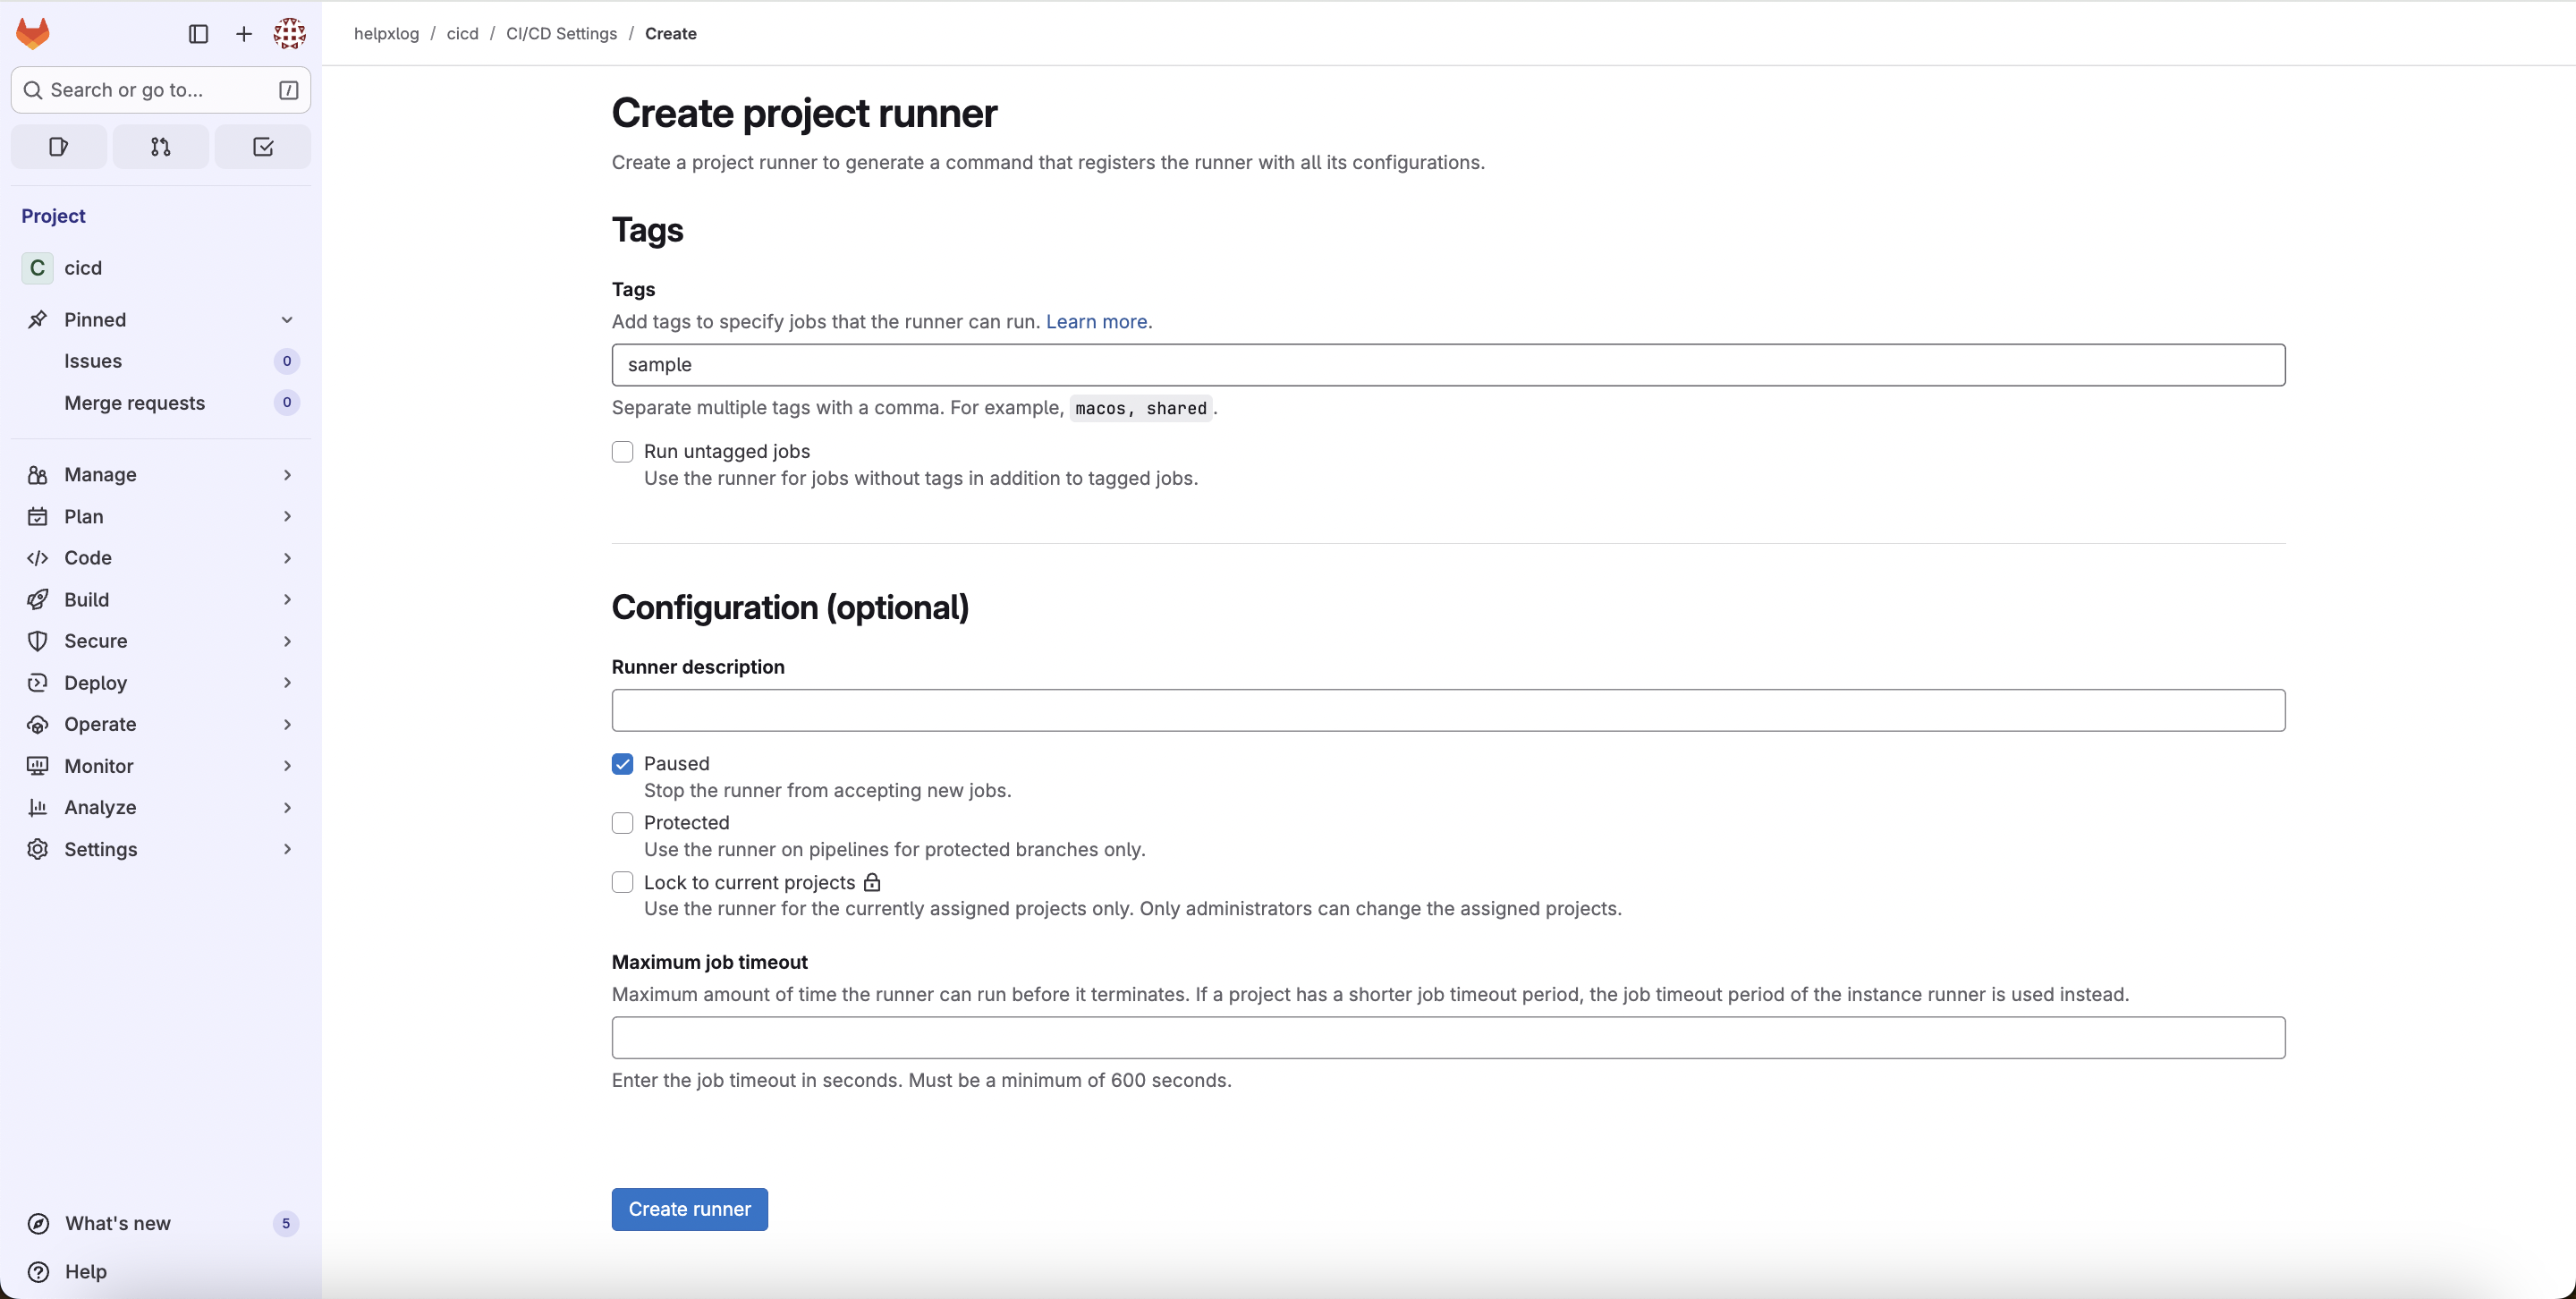 helpxlog / cicd / CI/CD Settings / Create
Search or go to...
/
Project
C cicd
Pinned
Issues 0
Merge requests 0
Manage
Plan
Code
Build
Secure
Deploy
Operate
Monitor
Analyze
Settings
What's new 5
Help
Create project runner
Create a project runner to generate a command that registers the runner with all its configurations.
Tags
Tags
Add tags to specify jobs that the runner can run. Learn more.
sample
Separate multiple tags with a comma. For example, macos, shared.
Run untagged jobs
Use the runner for jobs without tags in addition to tagged jobs.
Configuration (optional)
Runner description
Paused
Stop the runner from accepting new jobs.
Protected
Use the runner on pipelines for protected branches only.
Lock to current projects
Use the runner for the currently assigned projects only. Only administrators can change the assigned projects.
Maximum job timeout
Maximum amount of time the runner can run before it terminates. If a project has a shorter job timeout period, the job timeout period of the instance runner is used instead.
Enter the job timeout in seconds. Must be a minimum of 600 seconds.
Create runner